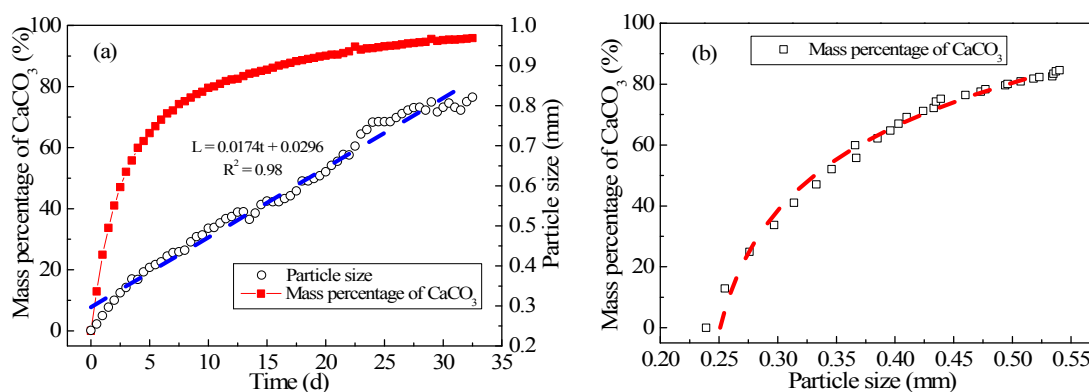 (a)
Mass percentage of CaCO3 (%)
100
80
60
40
20
0
L = 0.0174t + 0.0296
R2 = 0.98
Particle size
Mass percentage of CaCO3
0 5 10 15 20 25 30 35
Time (d)
1.0
0.9
0.8
0.7
0.6
0.5
0.4
0.3
0.2
Particle size (mm)
(b)
Mass percentage of CaCO3
Mass percentage of CaCO3 (%)
100
80
60
40
20
0
0.20 0.25 0.30 0.35 0.40 0.45 0.50 0.55
Particle size (mm)